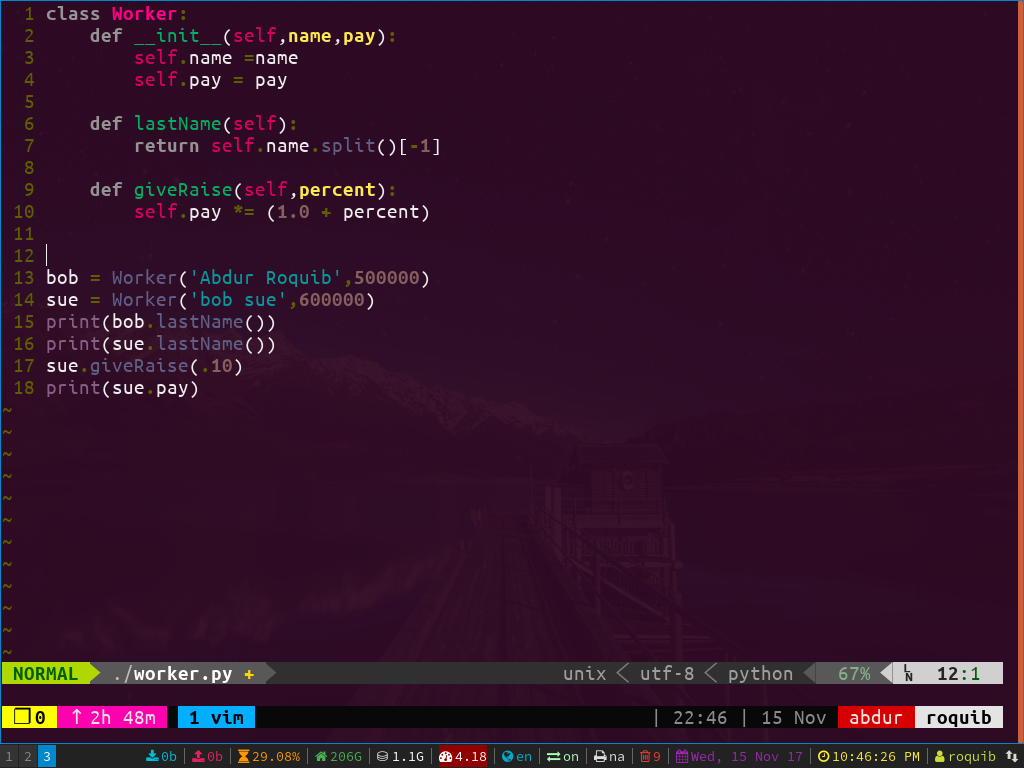 1 class Worker:
2     def __init__(self,name,pay):
3         self.name =name
4         self.pay = pay
5
6     def lastName(self):
7         return self.name.split()[-1]
8
9     def giveRaise(self,percent):
10         self.pay *= (1.0 + percent)
11
12
13 bob = Worker('Abdur Roquib',500000)
14 sue = Worker('bob sue',600000)
15 print(bob.lastName())
16 print(sue.lastName())
17 sue.giveRaise(.10)
18 print(sue.pay)
~
~
~
~
~
~
~
~
~
~
~
~
NORMAL ./worker.py + unix utf-8 python 67% LN 12:1
❐0 ↑ 2h 48m 1 vim | 22:46 | 15 Nov abdur roquib
1 2 3 0b | 0b | 29.08% | 206G | 1.1G | 4.18 | en | on | na | 9 | Wed, 15 Nov 17 | 10:46:26 PM | roquib